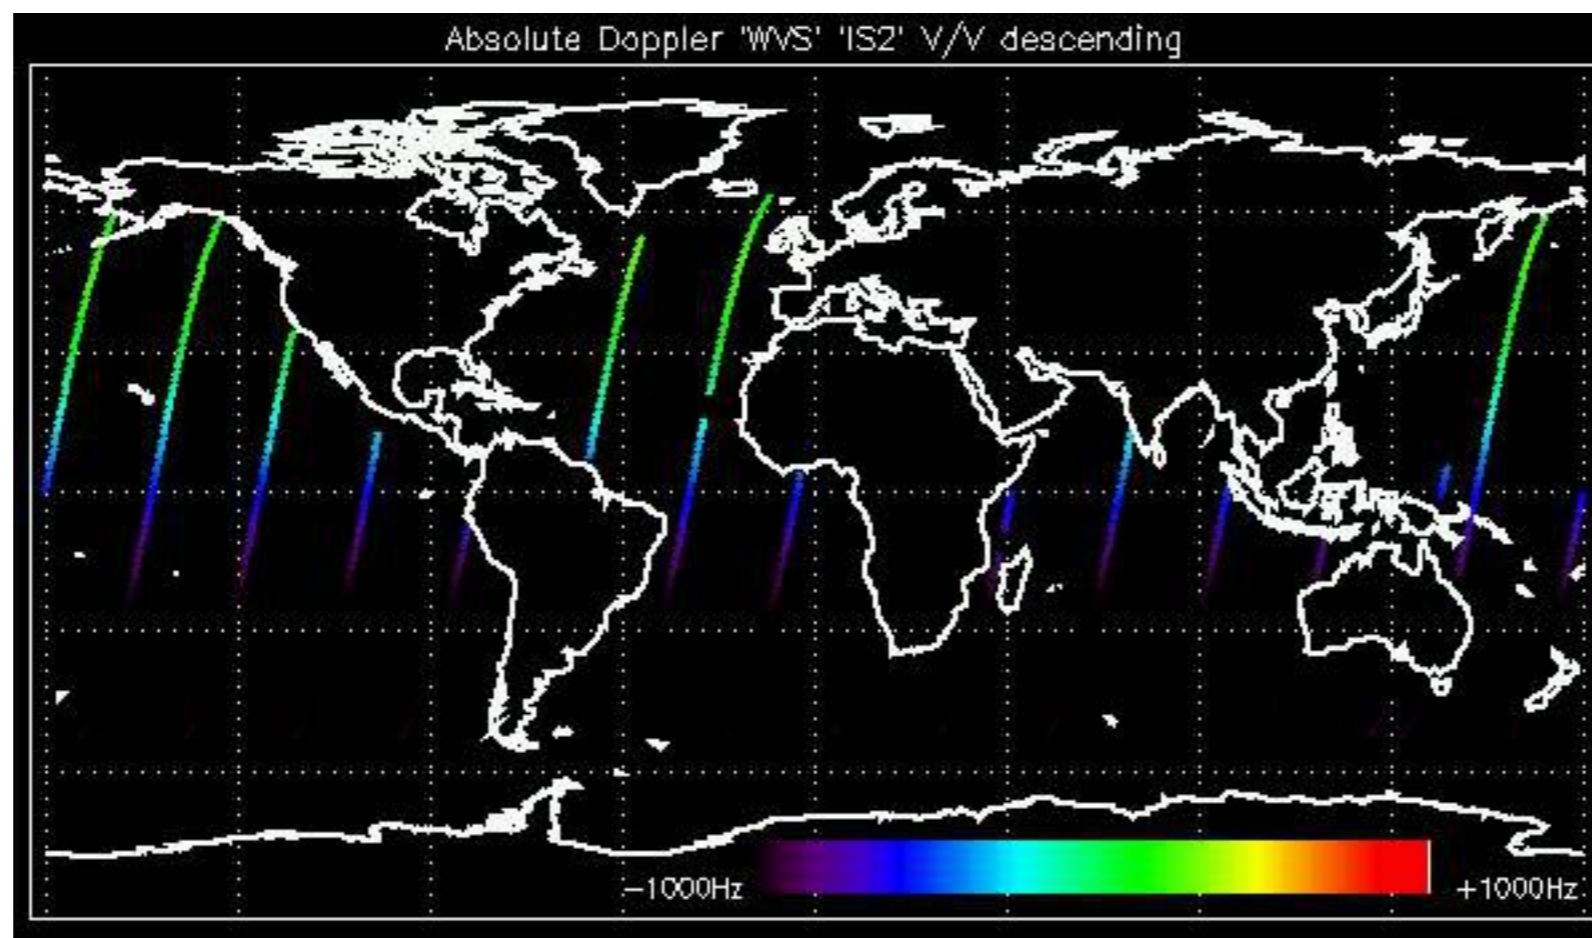 Absolute Doppler 'WVS' 'IS2' V/V descending
−1000Hz
+1000Hz